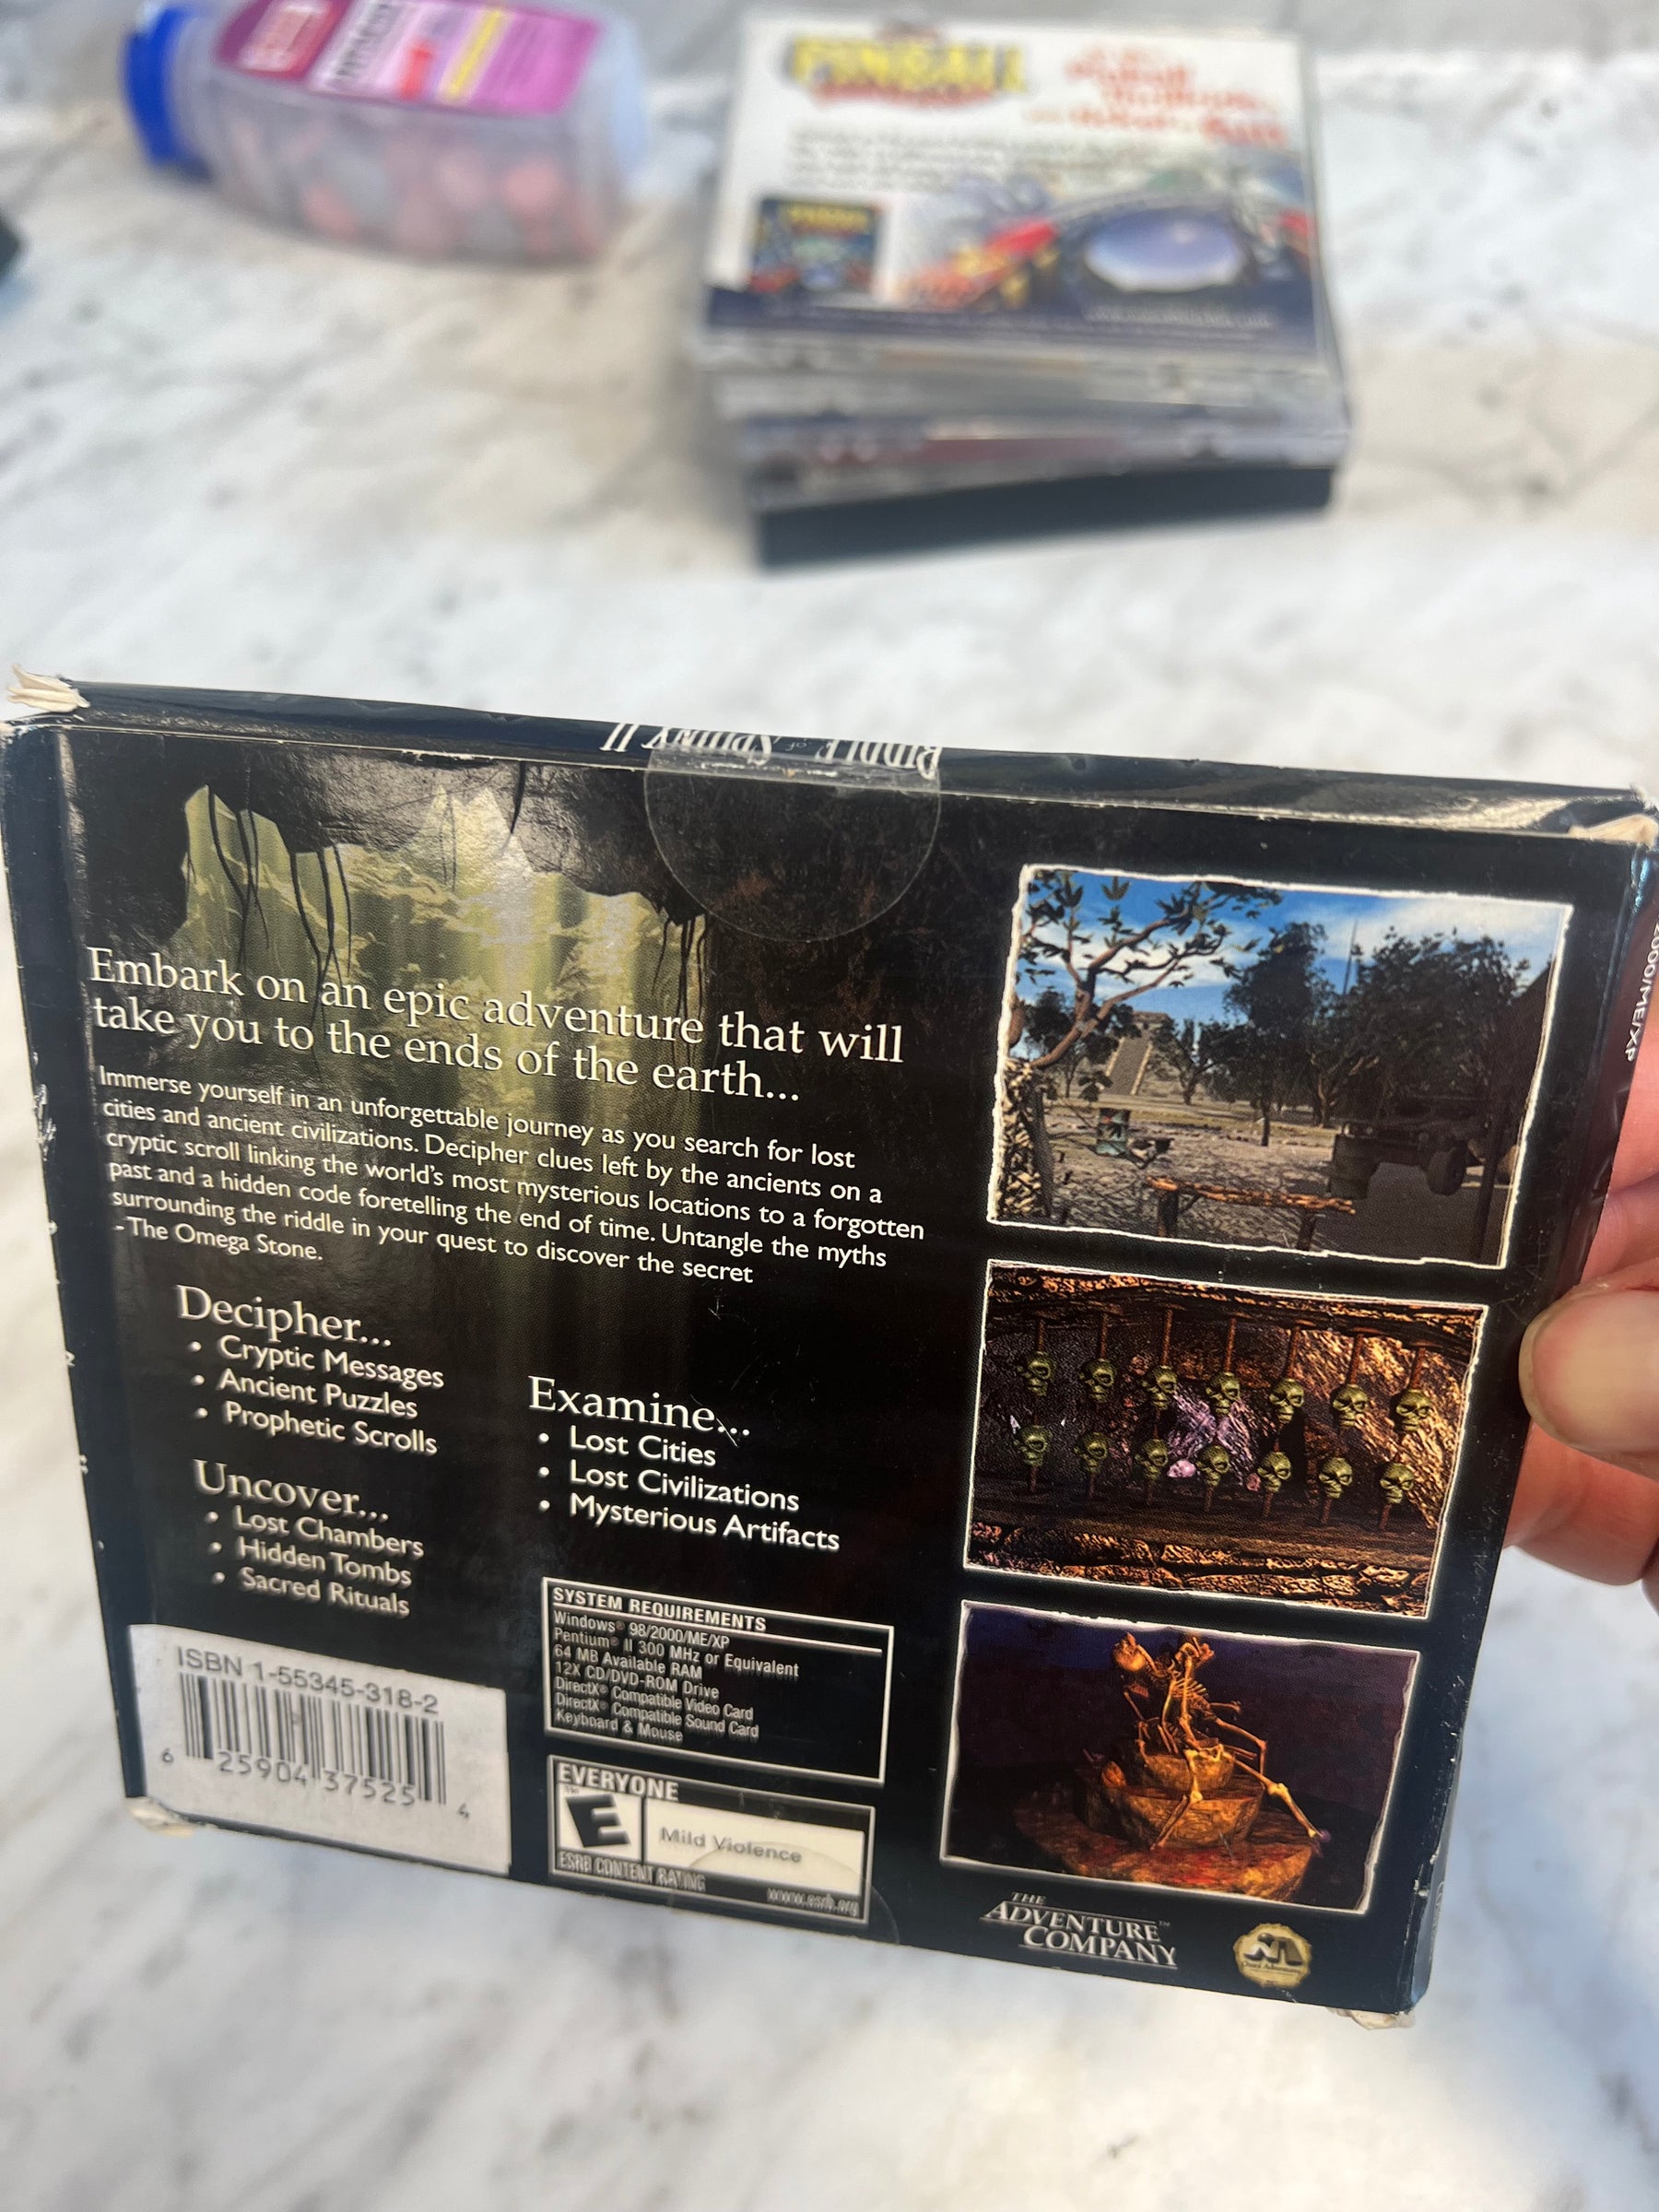 PINBALL
RIDDLE of SPHINX II
2000/ME/XP
Embark on an epic adventure that will
take you to the ends of the earth...
Immerse yourself in an unforgettable journey as you search for lost
cities and ancient civilizations. Decipher clues left by the ancients on a
cryptic scroll linking the world's most mysterious locations to a forgotten
past and a hidden code foretelling the end of time. Untangle the myths
surrounding the riddle in your quest to discover the secret
- The Omega Stone.
Decipher...
• Cryptic Messages
• Ancient Puzzles
• Prophetic Scrolls
Uncover...
• Lost Chambers
• Hidden Tombs
• Sacred Rituals
Examine...
• Lost Cities
• Lost Civilizations
• Mysterious Artifacts
SYSTEM REQUIREMENTS
Windows® 98/2000/ME/XP
Pentium® II 300 MHz or Equivalent
64 MB Available RAM
12X CD/DVD-ROM Drive
DirectX® Compatible Video Card
DirectX® Compatible Sound Card
Keyboard & Mouse
ISBN 1-55345-318-2
6 25904 37525 4
EVERYONE
E
Mild Violence
ESRB CONTENT RATING
www.esrb.org
THE
ADVENTURE™
COMPANY